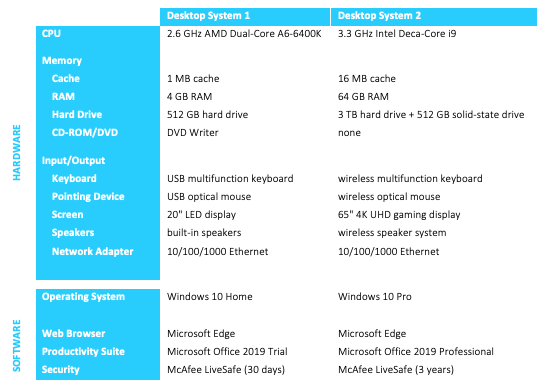 Desktop System 1 Desktop System 2
CPU 2.6 GHz AMD Dual-Core A6-6400K 3.3 GHz Intel Deca-Core i9
HARDWARE
Memory
Cache 1 MB cache 16 MB cache
RAM 4 GB RAM 64 GB RAM
Hard Drive 512 GB hard drive 3 TB hard drive + 512 GB solid-state drive
CD-ROM/DVD DVD Writer none
Input/Output
Keyboard USB multifunction keyboard wireless multifunction keyboard
Pointing Device USB optical mouse wireless optical mouse
Screen 20" LED display 65" 4K UHD gaming display
Speakers built-in speakers wireless speaker system
Network Adapter 10/100/1000 Ethernet 10/100/1000 Ethernet
SOFTWARE
Operating System Windows 10 Home Windows 10 Pro
Web Browser Microsoft Edge Microsoft Edge
Productivity Suite Microsoft Office 2019 Trial Microsoft Office 2019 Professional
Security McAfee LiveSafe (30 days) McAfee LiveSafe (3 years)